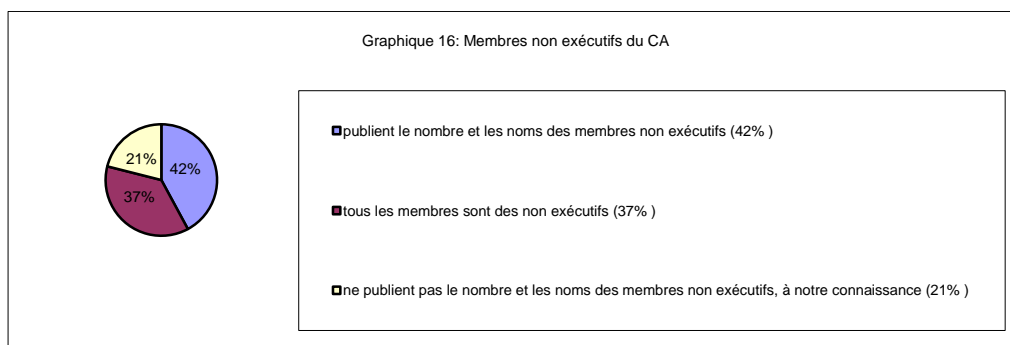 Graphique 16: Membres non exécutifs du CA
21%
42%
37%
publient le nombre et les noms des membres non exécutifs (42% )
tous les membres sont des non exécutifs (37% )
ne publient pas le nombre et les noms des membres non exécutifs, à notre connaissance (21% )